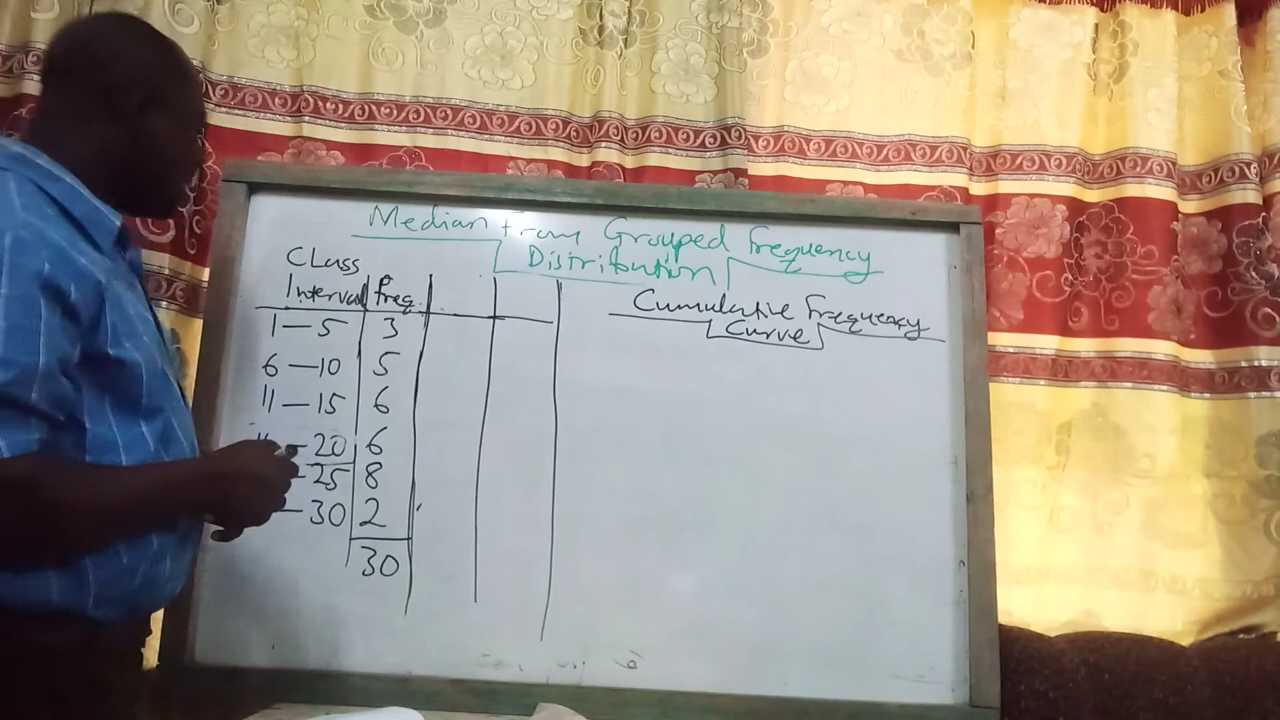 Median From Grouped Frequency
Distribution
Class
Interval freq.
Cumulative Frequency
Curve
1-5 3
6-10 5
11-15 6
-20 6
-25 8
-30 2
30